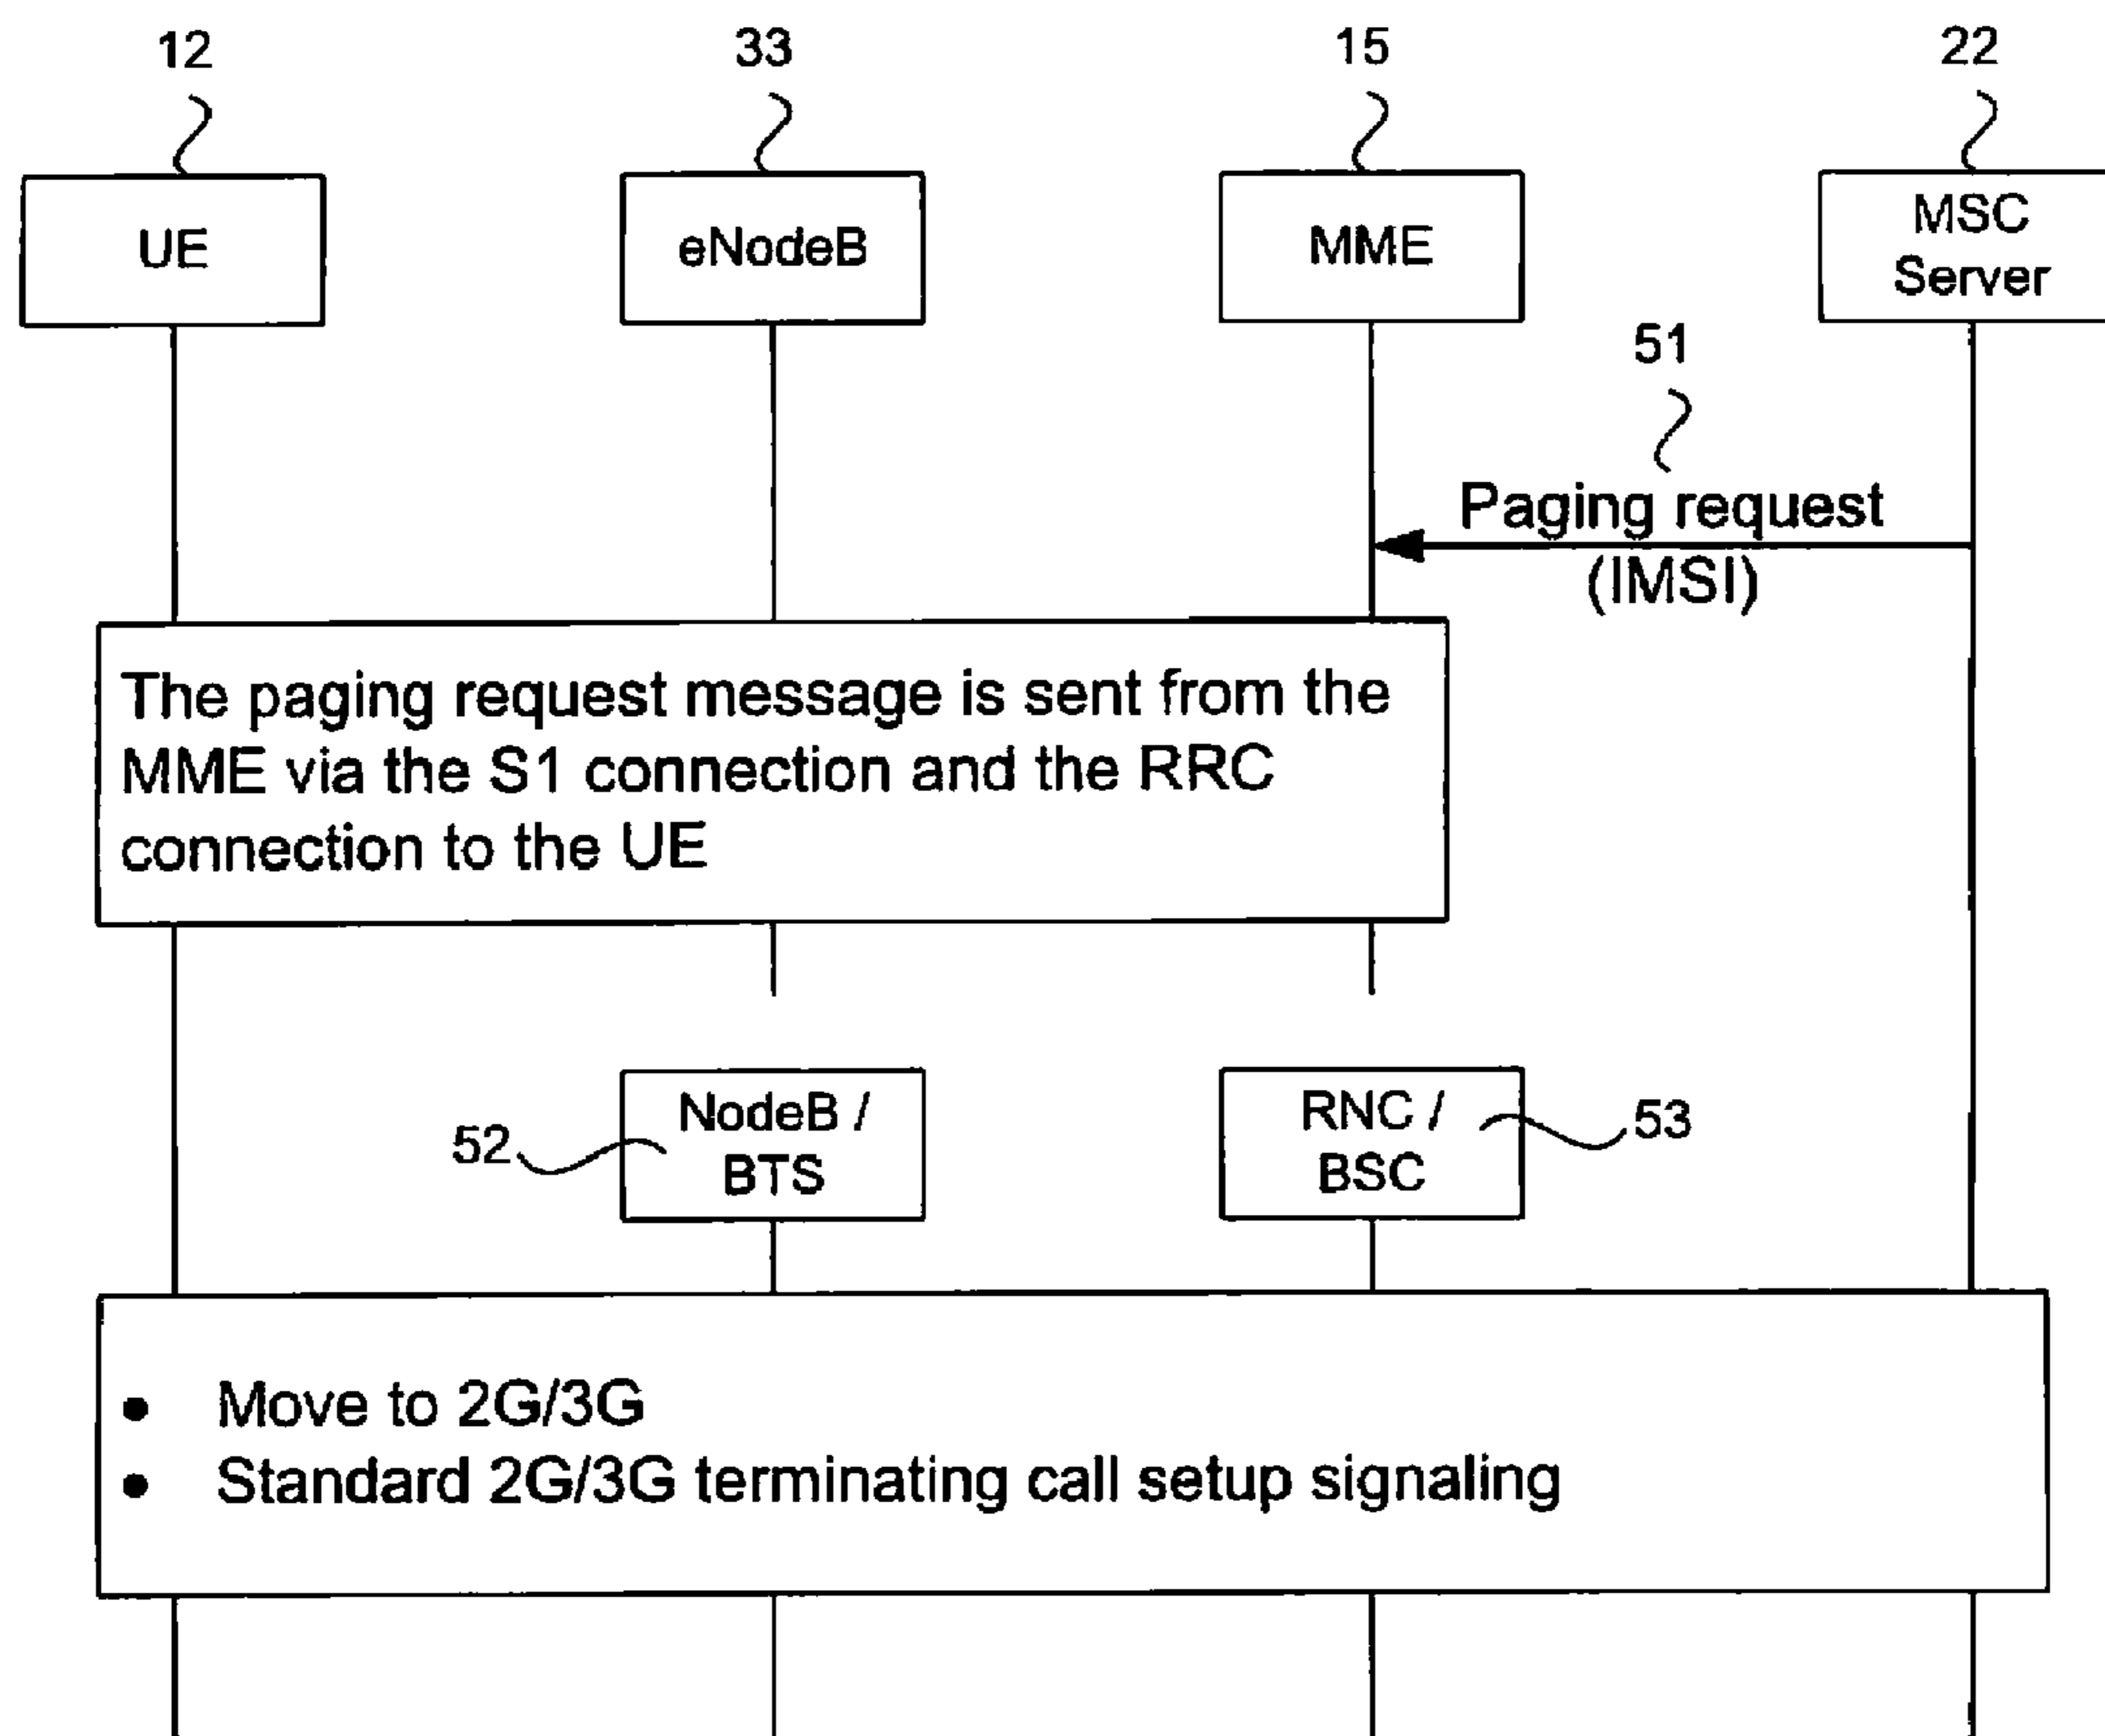 12
33
15
22
UE
eNodeB
MME
MSC
Server
51
Paging request
(IMSI)
The paging request message is sent from the
MME via the S1 connection and the RRC
connection to the UE
52
NodeB /
BTS
RNC /
BSC
53
• Move to 2G/3G
• Standard 2G/3G terminating call setup signaling